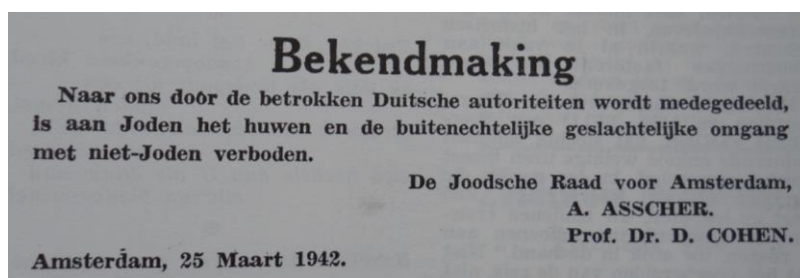 Bekendmaking
Naar ons door de betrokken Duitsche autoriteiten wordt medegedeeld,
is aan Joden het huwen en de buitenechtelijke geslachtelijke omgang
met niet-Joden verboden.
De Joodsche Raad voor Amsterdam,
A. ASSCHER.
Prof. Dr. D. COHEN.
Amsterdam, 25 Maart 1942.